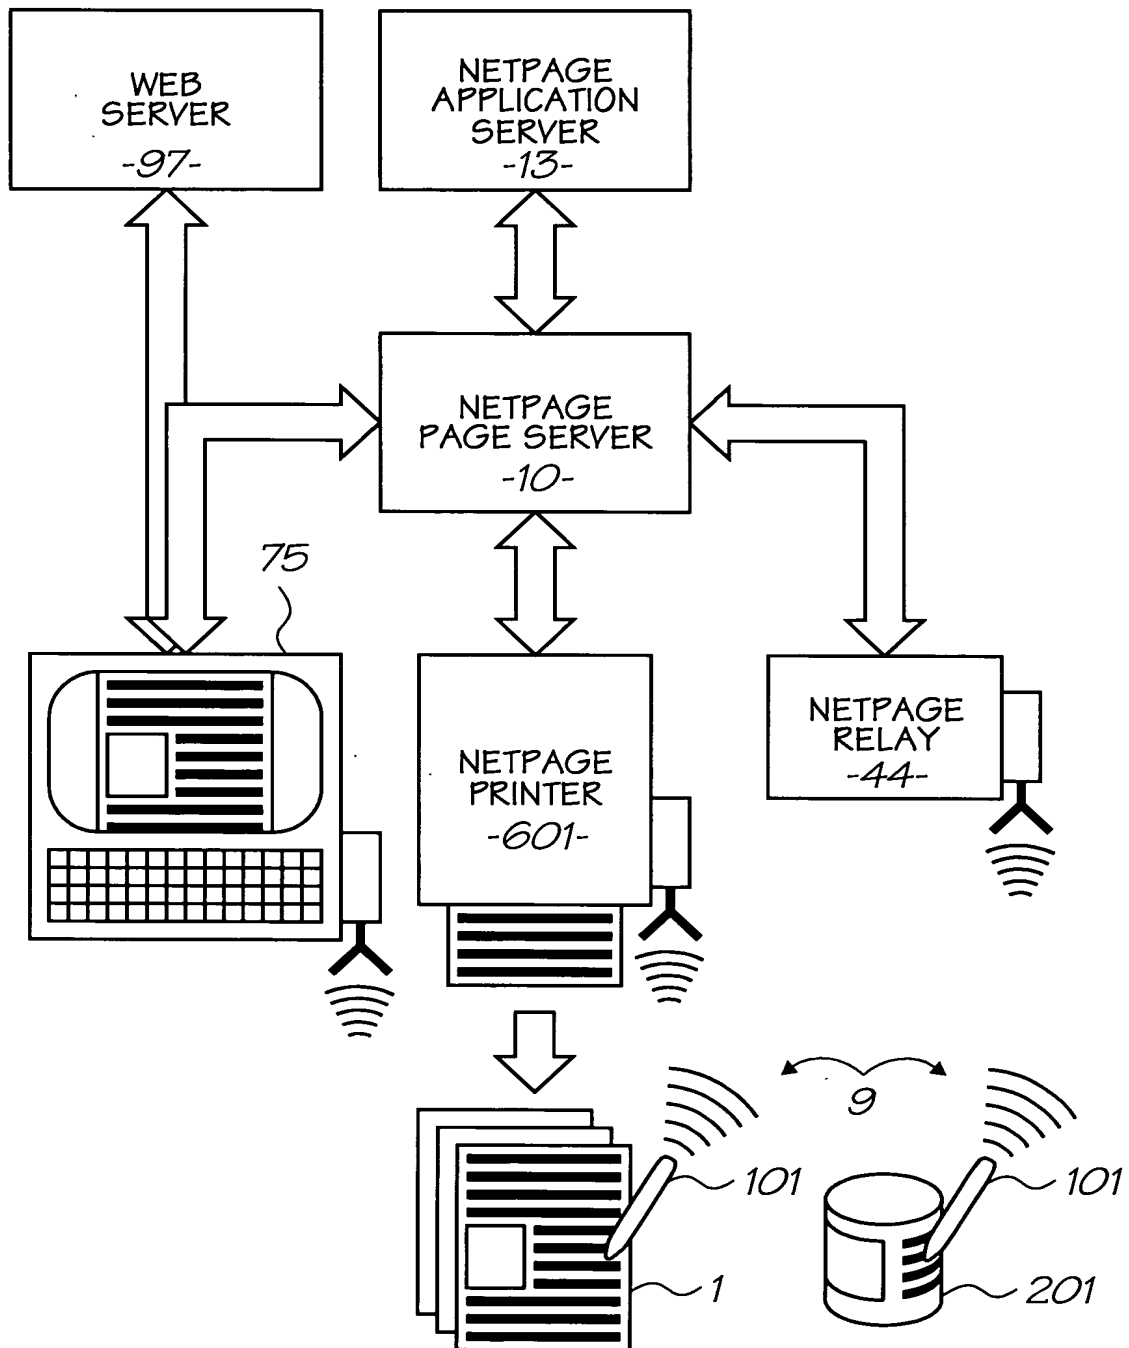 WEB
SERVER
-97-
NETPAGE
APPLICATION
SERVER
-13-
NETPAGE
PAGE SERVER
-10-
75
NETPAGE
PRINTER
-601-
NETPAGE
RELAY
-44-
9
101
101
1
201